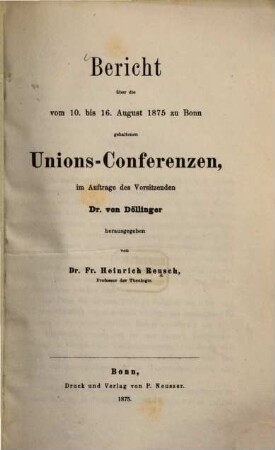 Bericht
über die
vom 10. bis 16. August 1875 zu Bonn
gehaltenen
Unions-Conferenzen,
im Auftrage des Vorsitzenden
Dr. von Döllinger
herausgegeben
von
Dr. Fr. Heinrich Reusch,
Professor der Theologie.
Bonn,
Druck und Verlag von P. Neusser.
1875.